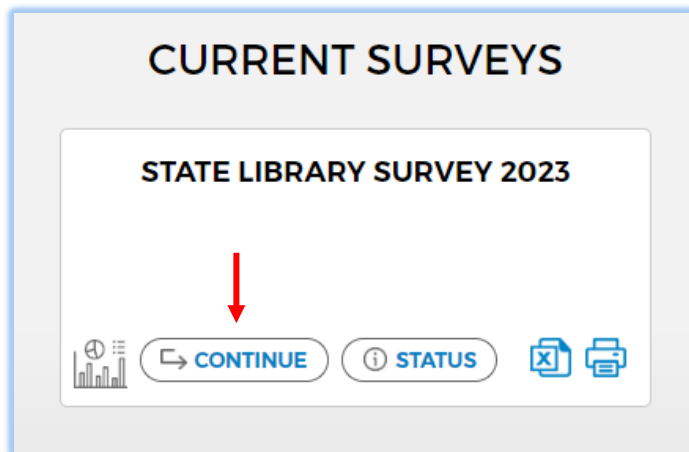 CURRENT SURVEYS
STATE LIBRARY SURVEY 2023
CONTINUE STATUS